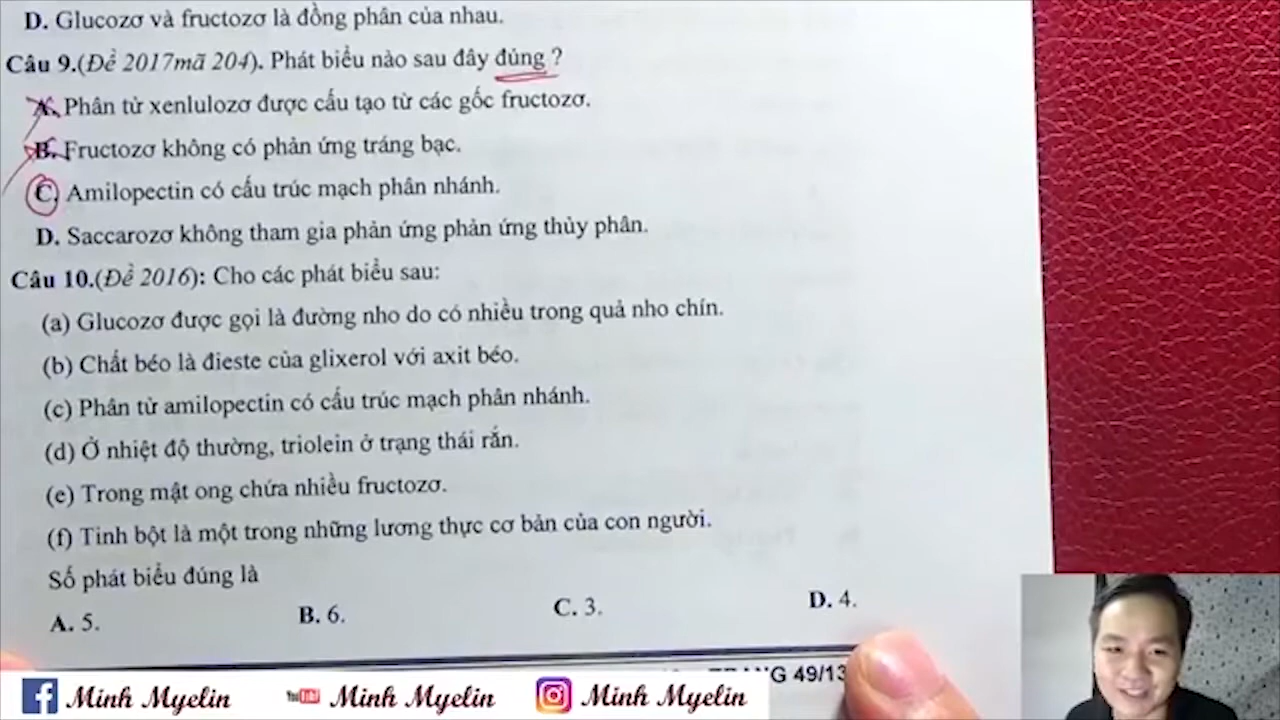 D. Glucozơ và fructozơ là đồng phân của nhau.
Câu 9.(Đề 2017mã 204). Phát biểu nào sau đây đúng ?
A. Phân tử xenlulozơ được cấu tạo từ các gốc fructozơ.
B. Fructozơ không có phản ứng tráng bạc.
C. Amilopectin có cấu trúc mạch phân nhánh.
D. Saccarozơ không tham gia phản ứng phản ứng thủy phân.
Câu 10.(Đề 2016): Cho các phát biểu sau:
(a) Glucozơ được gọi là đường nho do có nhiều trong quả nho chín.
(b) Chất béo là đieste của glixerol với axit béo.
(c) Phân tử amilopectin có cấu trúc mạch phân nhánh.
(d) Ở nhiệt độ thường, triolein ở trạng thái rắn.
(e) Trong mật ong chứa nhiều fructozơ.
(f) Tinh bột là một trong những lương thực cơ bản của con người.
Số phát biểu đúng là
A. 5. B. 6. C. 3. D. 4.
49/13
Minh Myelin YouTube Minh Myelin Minh Myelin